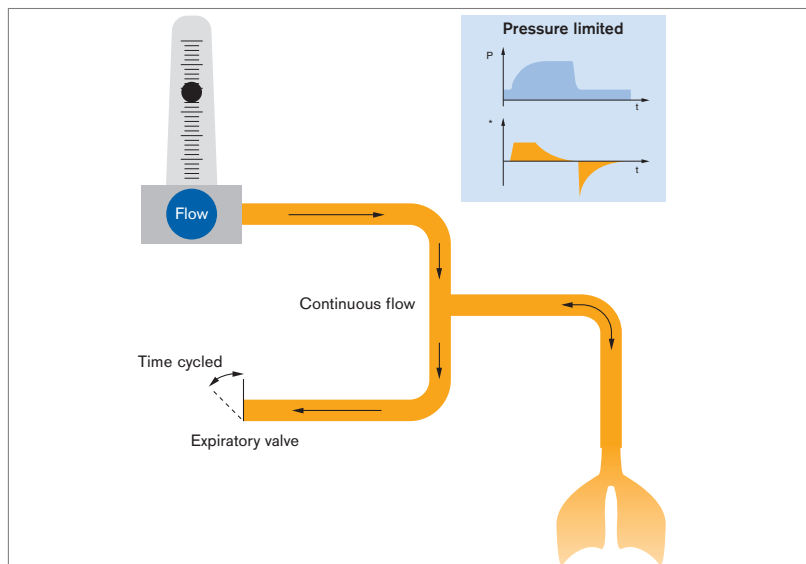 Pressure limited
P
t
*
t
Flow
Continuous flow
Time cycled
Expiratory valve